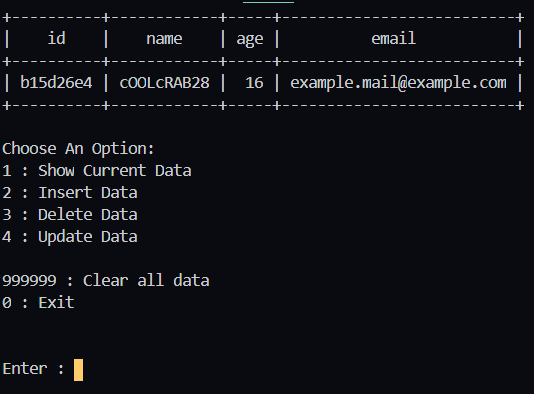 +----------+------------+-----+--------------------------+
|    id    |    name    | age |          email           |
+----------+------------+-----+--------------------------+
| b15d26e4 | cOOLcRAB28 |  16 | example.mail@example.com |
+----------+------------+-----+--------------------------+
Choose An Option:
1 : Show Current Data
2 : Insert Data
3 : Delete Data
4 : Update Data
999999 : Clear all data
0 : Exit
Enter :